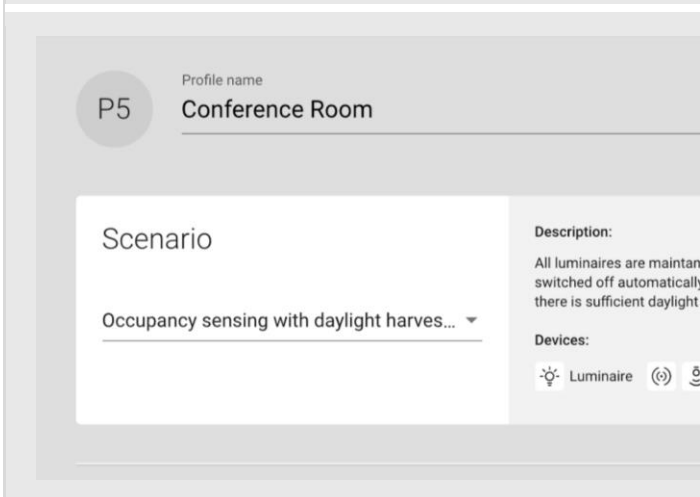 P5
Profile name
Conference Room
Scenario
Occupancy sensing with daylight harves...
Description:
All luminaires are maintan
switched off automatically
there is sufficient daylight
Devices:
Luminaire